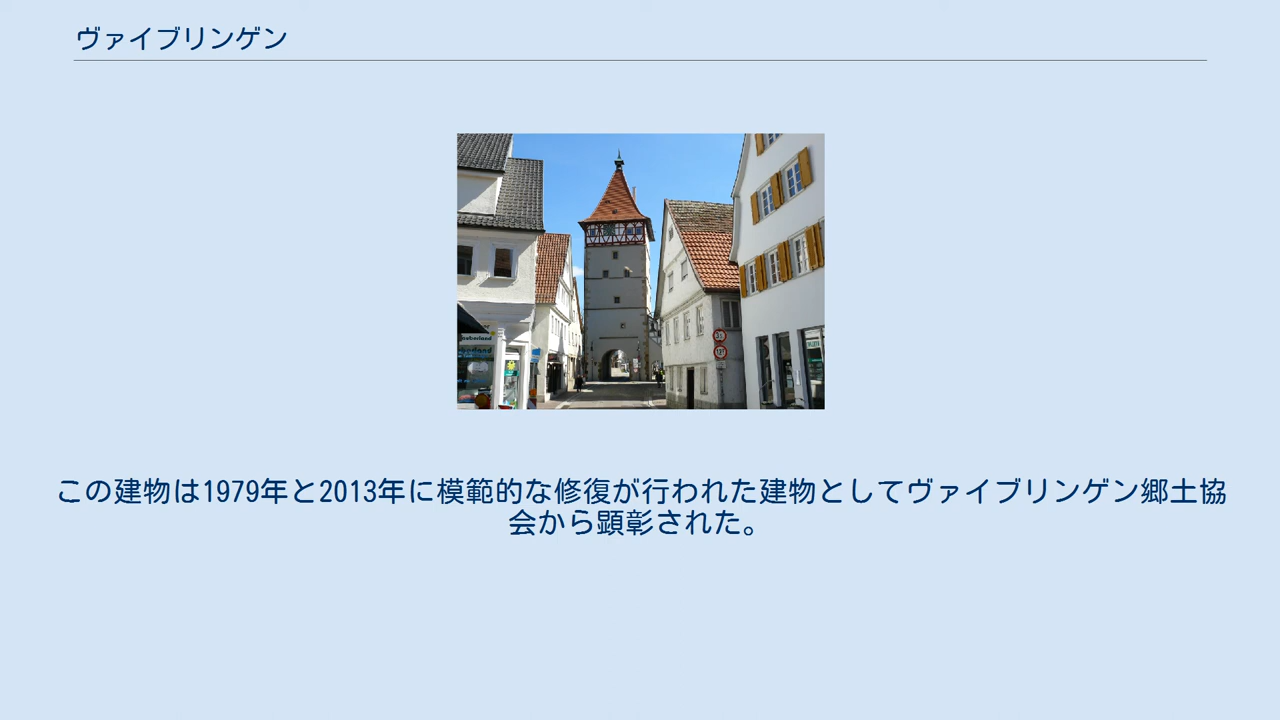 ヴァイブリンゲン
この建物は1979年と2013年に模範的な修復が行われた建物としてヴァイブリンゲン郷土協
会から顕彰された。